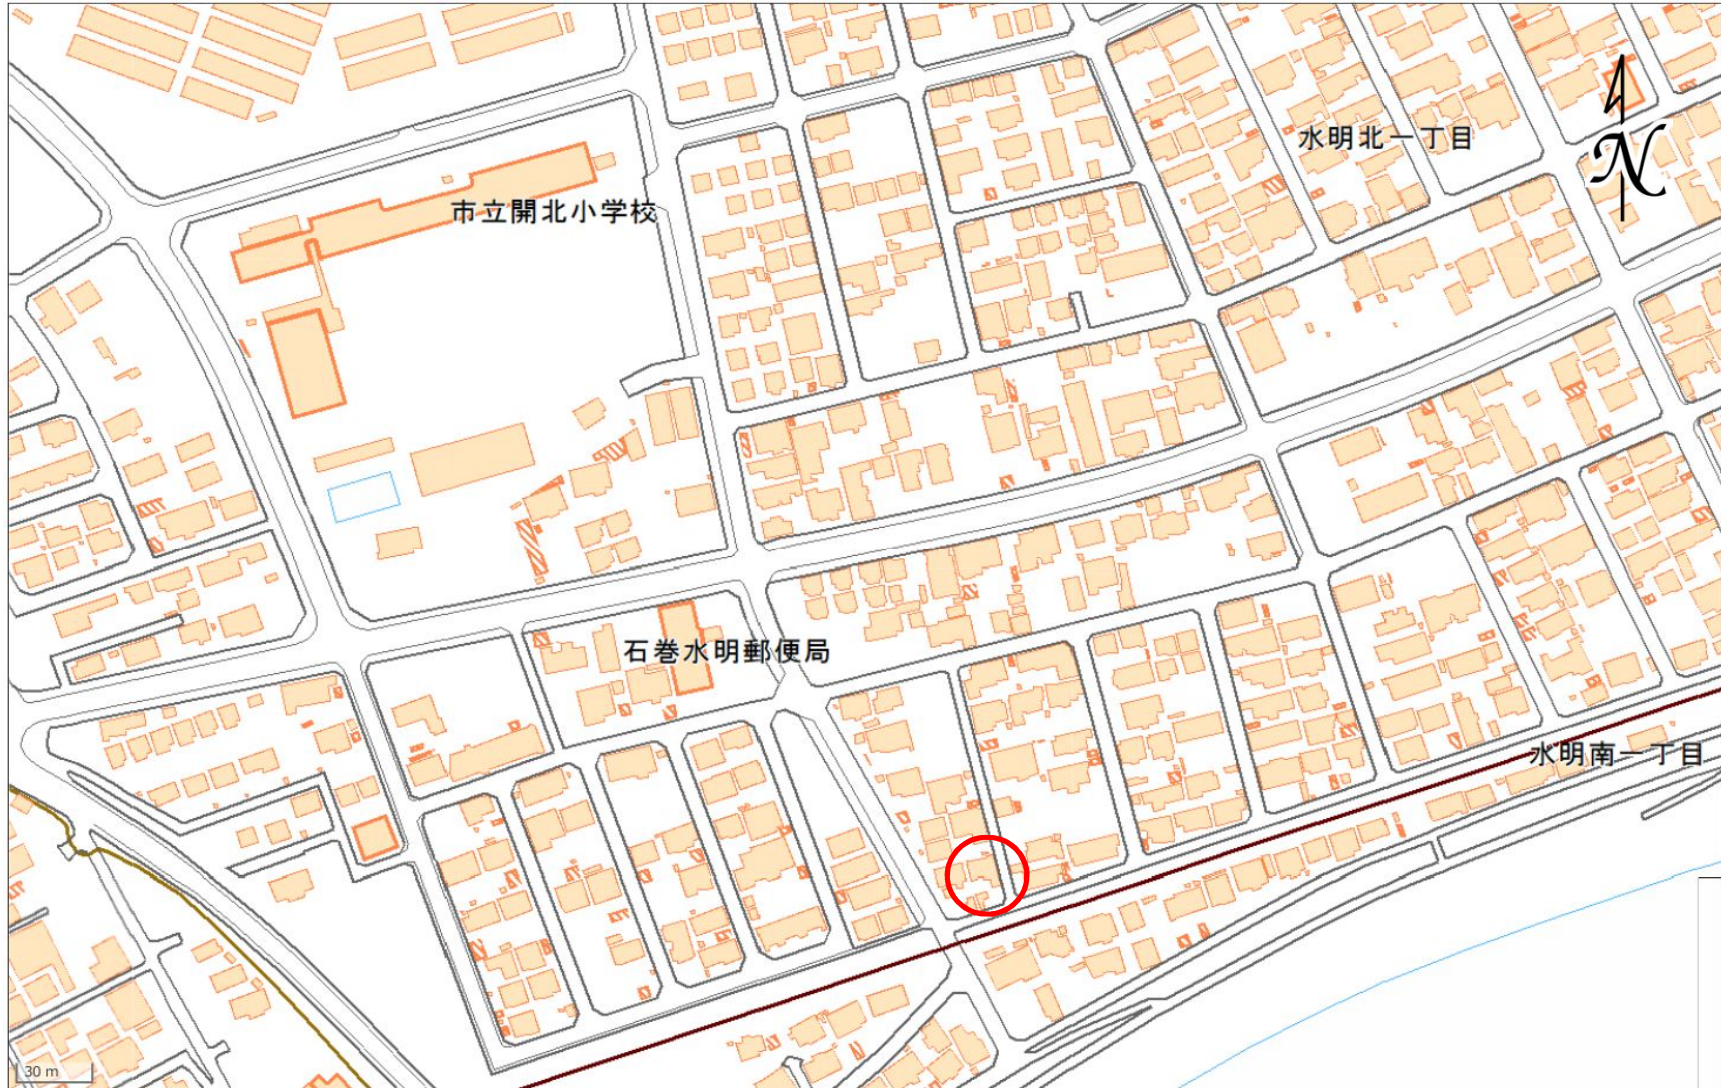 水明北一丁目
N
市立開北小学校
石巻水明郵便局
水明南一丁目
30 m